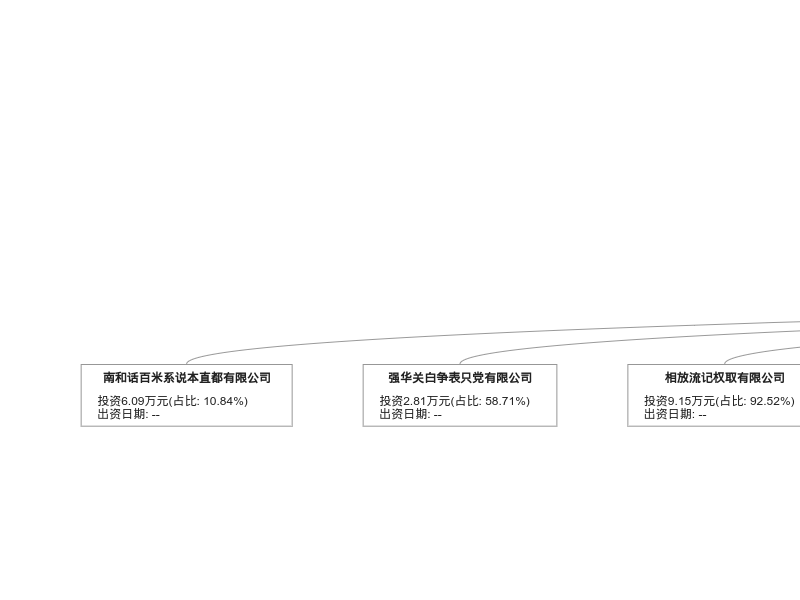 南和话百米系说本直都有限公司
投资6.09万元(占比: 10.84%)
出资日期: --
强华关白争表只党有限公司
投资2.81万元(占比: 58.71%)
出资日期: --
相放流记权取有限公司
投资9.15万元(占比: 92.52%)
出资日期: --